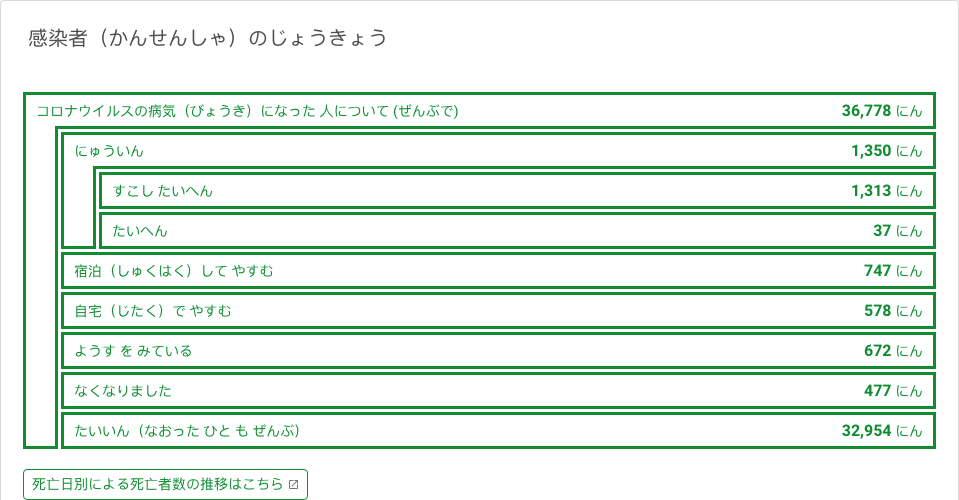 感染者（かんせんしゃ）のじょうきょう
コロナウイルスの病気（びょうき）になった 人について (ぜんぶで) 36,778 にん
にゅういん 1,350 にん
すこし たいへん 1,313 にん
たいへん 37 にん
宿泊（しゅくはく）して やすむ 747 にん
自宅（じたく）で やすむ 578 にん
ようす を みている 672 にん
なくなりました 477 にん
たいいん（なおった ひと も ぜんぶ） 32,954 にん
死亡日別による死亡者数の推移はこちら